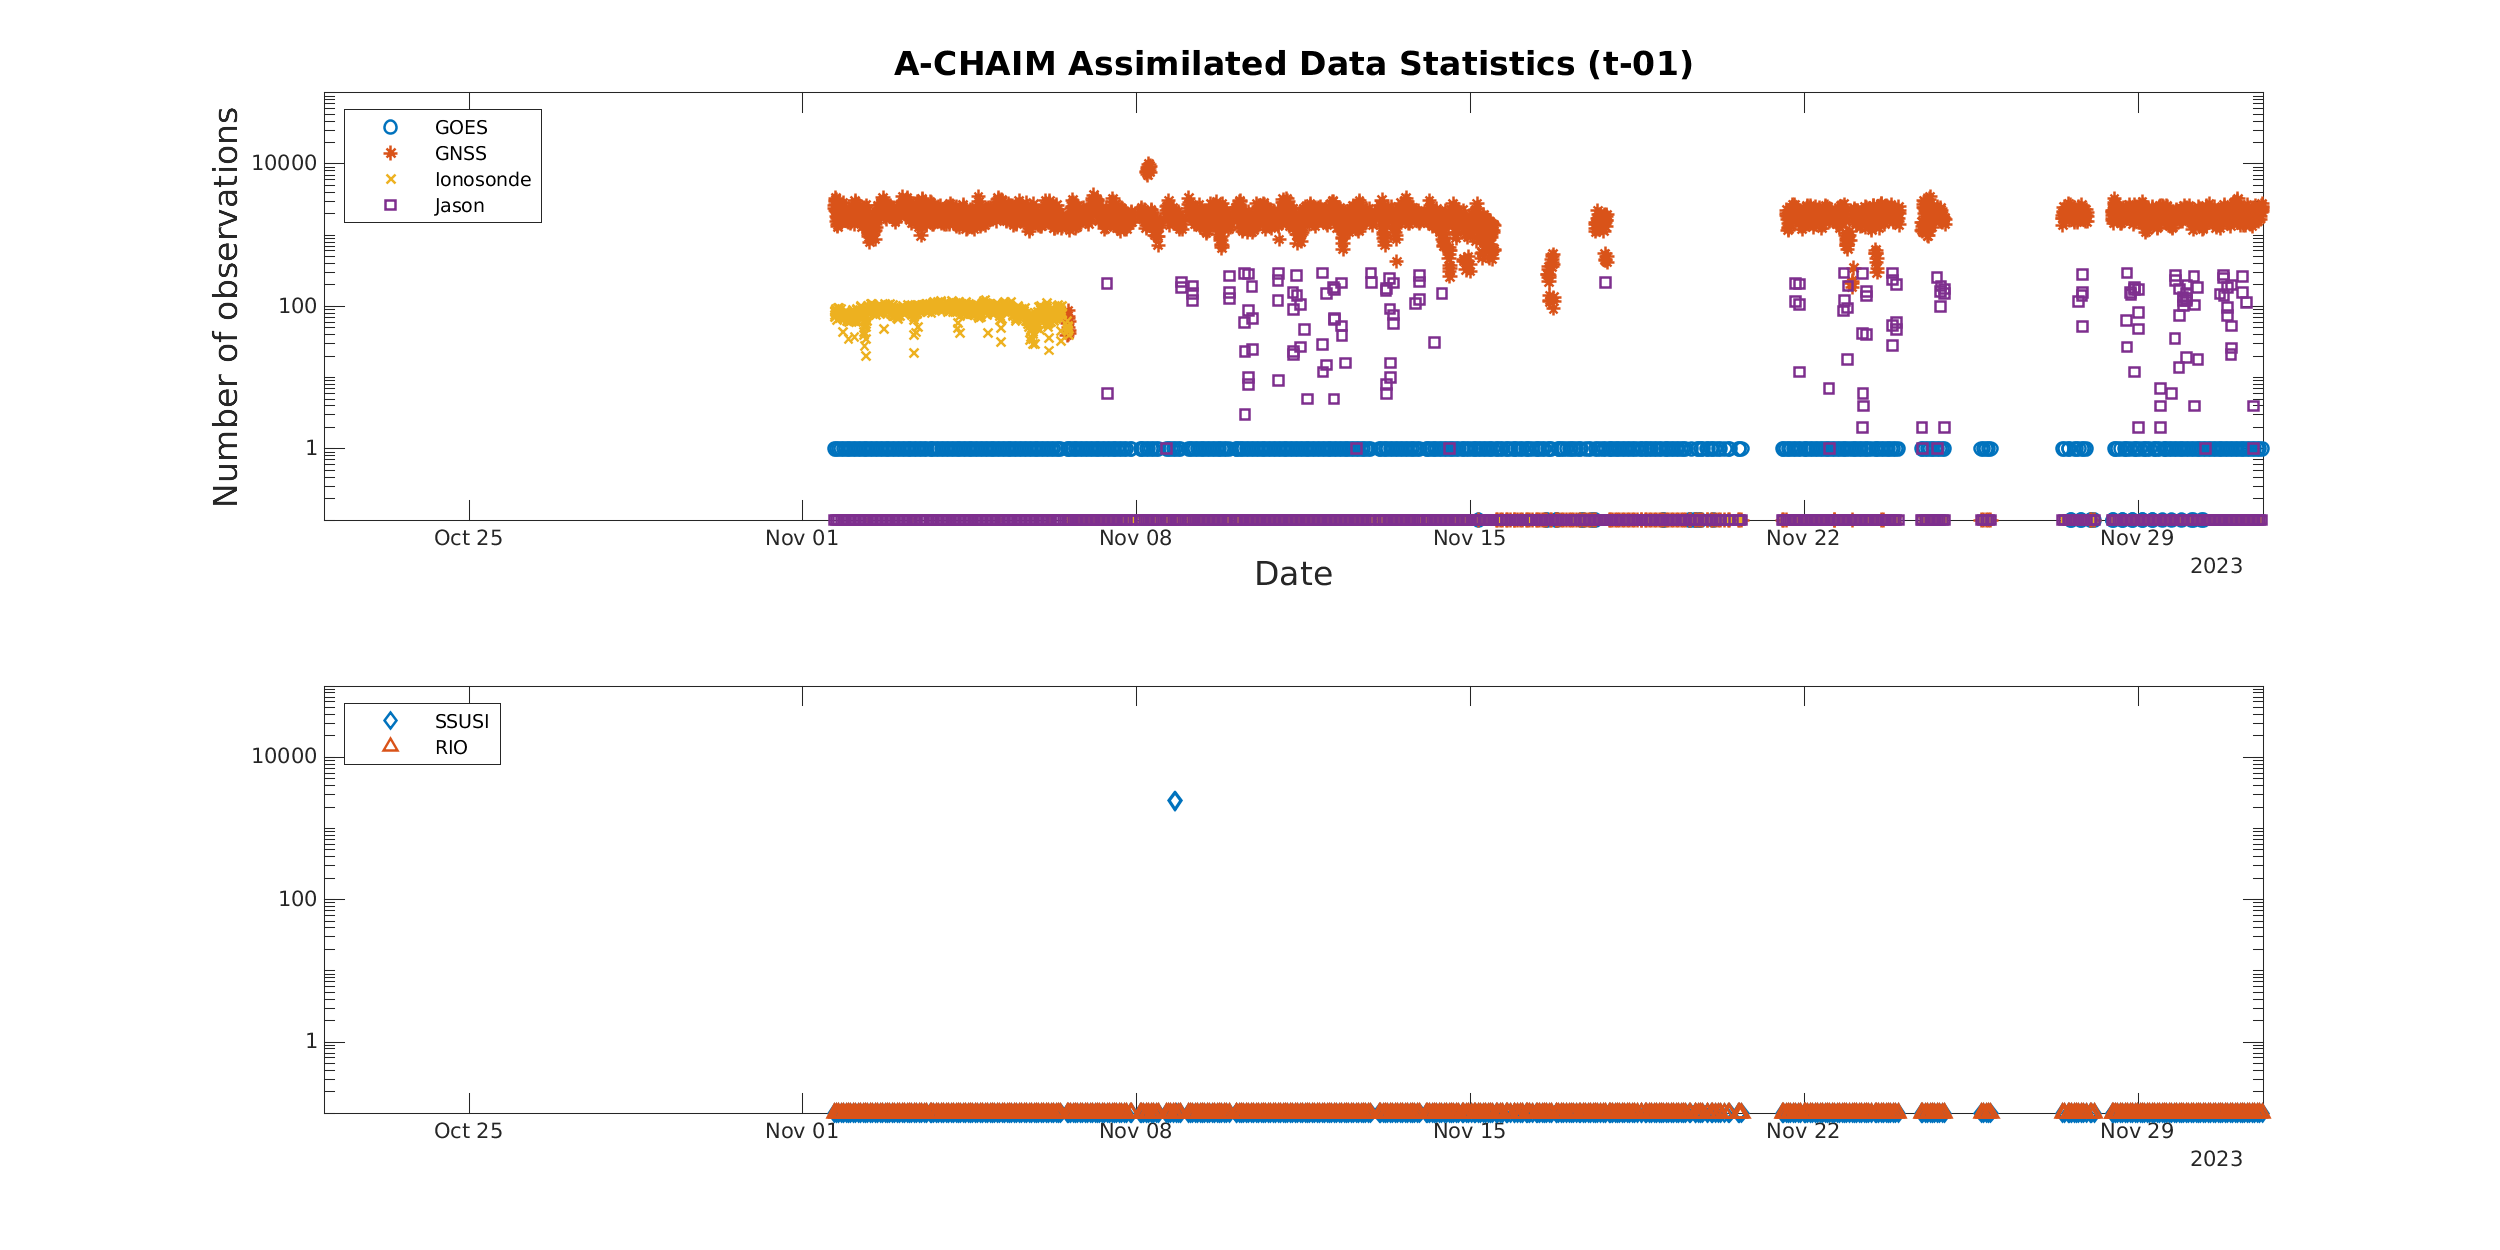 A-CHAIM Assimilated Data Statistics (t-01)
Number of observations
10000
100
1
GOES
GNSS
Ionosonde
Jason
Oct 25
Nov 01
Nov 08
Nov 15
Nov 22
Nov 29
2023
Date
10000
100
1
SSUSI
RIO
Oct 25
Nov 01
Nov 08
Nov 15
Nov 22
Nov 29
2023